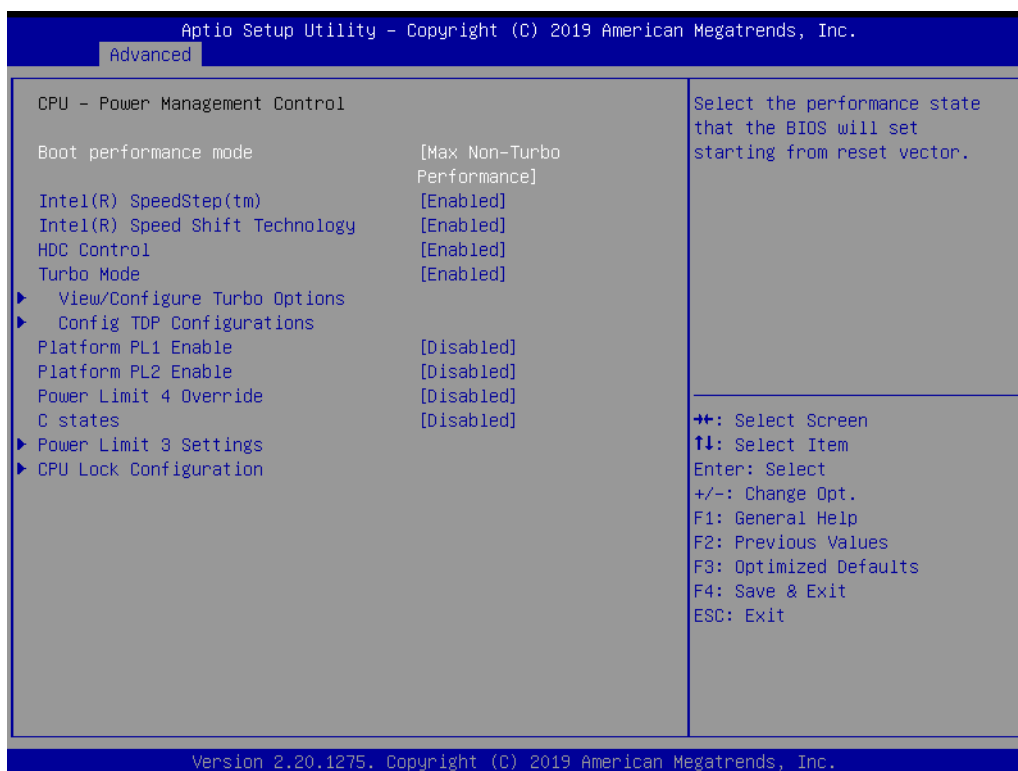 Aptio Setup Utility – Copyright (C) 2019 American Megatrends, Inc.
Advanced
CPU – Power Management Control
Boot performance mode [Max Non-Turbo
Performance]
Intel(R) SpeedStep(tm) [Enabled]
Intel(R) Speed Shift Technology [Enabled]
HDC Control [Enabled]
Turbo Mode [Enabled]
View/Configure Turbo Options
Config TDP Configurations
Platform PL1 Enable [Disabled]
Platform PL2 Enable [Disabled]
Power Limit 4 Override [Disabled]
C states [Disabled]
Power Limit 3 Settings
CPU Lock Configuration
Select the performance state
that the BIOS will set
starting from reset vector.
→←: Select Screen
↑↓: Select Item
Enter: Select
+/-: Change Opt.
F1: General Help
F2: Previous Values
F3: Optimized Defaults
F4: Save & Exit
ESC: Exit
Version 2.20.1275. Copyright (C) 2019 American Megatrends, Inc.